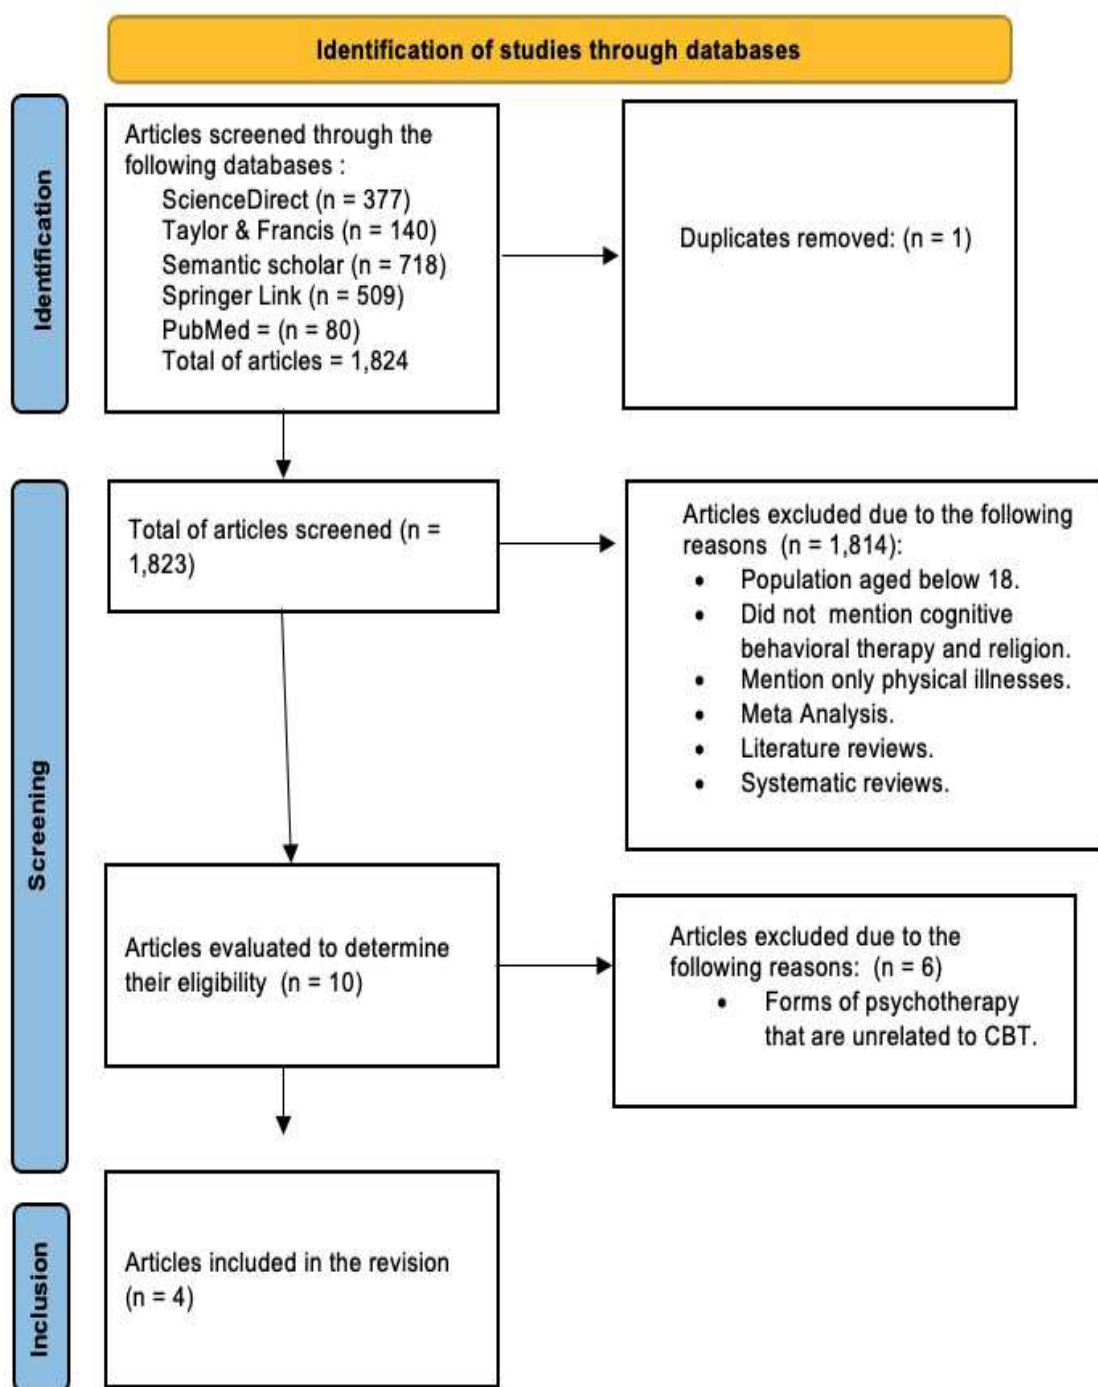 Identification of studies through databases
Identification
Articles screened through the
following databases :
ScienceDirect (n = 377)
Taylor & Francis (n = 140)
Semantic scholar (n = 718)
Springer Link (n = 509)
PubMed = (n = 80)
Total of articles = 1,824
Duplicates removed: (n = 1)
Screening
Total of articles screened (n =
1,823)
Articles excluded due to the following
reasons (n = 1,814):
• Population aged below 18.
• Did not mention cognitive
behavioral therapy and religion.
• Mention only physical illnesses.
• Meta Analysis.
• Literature reviews.
• Systematic reviews.
Articles evaluated to determine
their eligibility (n = 10)
Articles excluded due to the
following reasons: (n = 6)
• Forms of psychotherapy
that are unrelated to CBT.
Inclusion
Articles included in the revision
(n = 4)